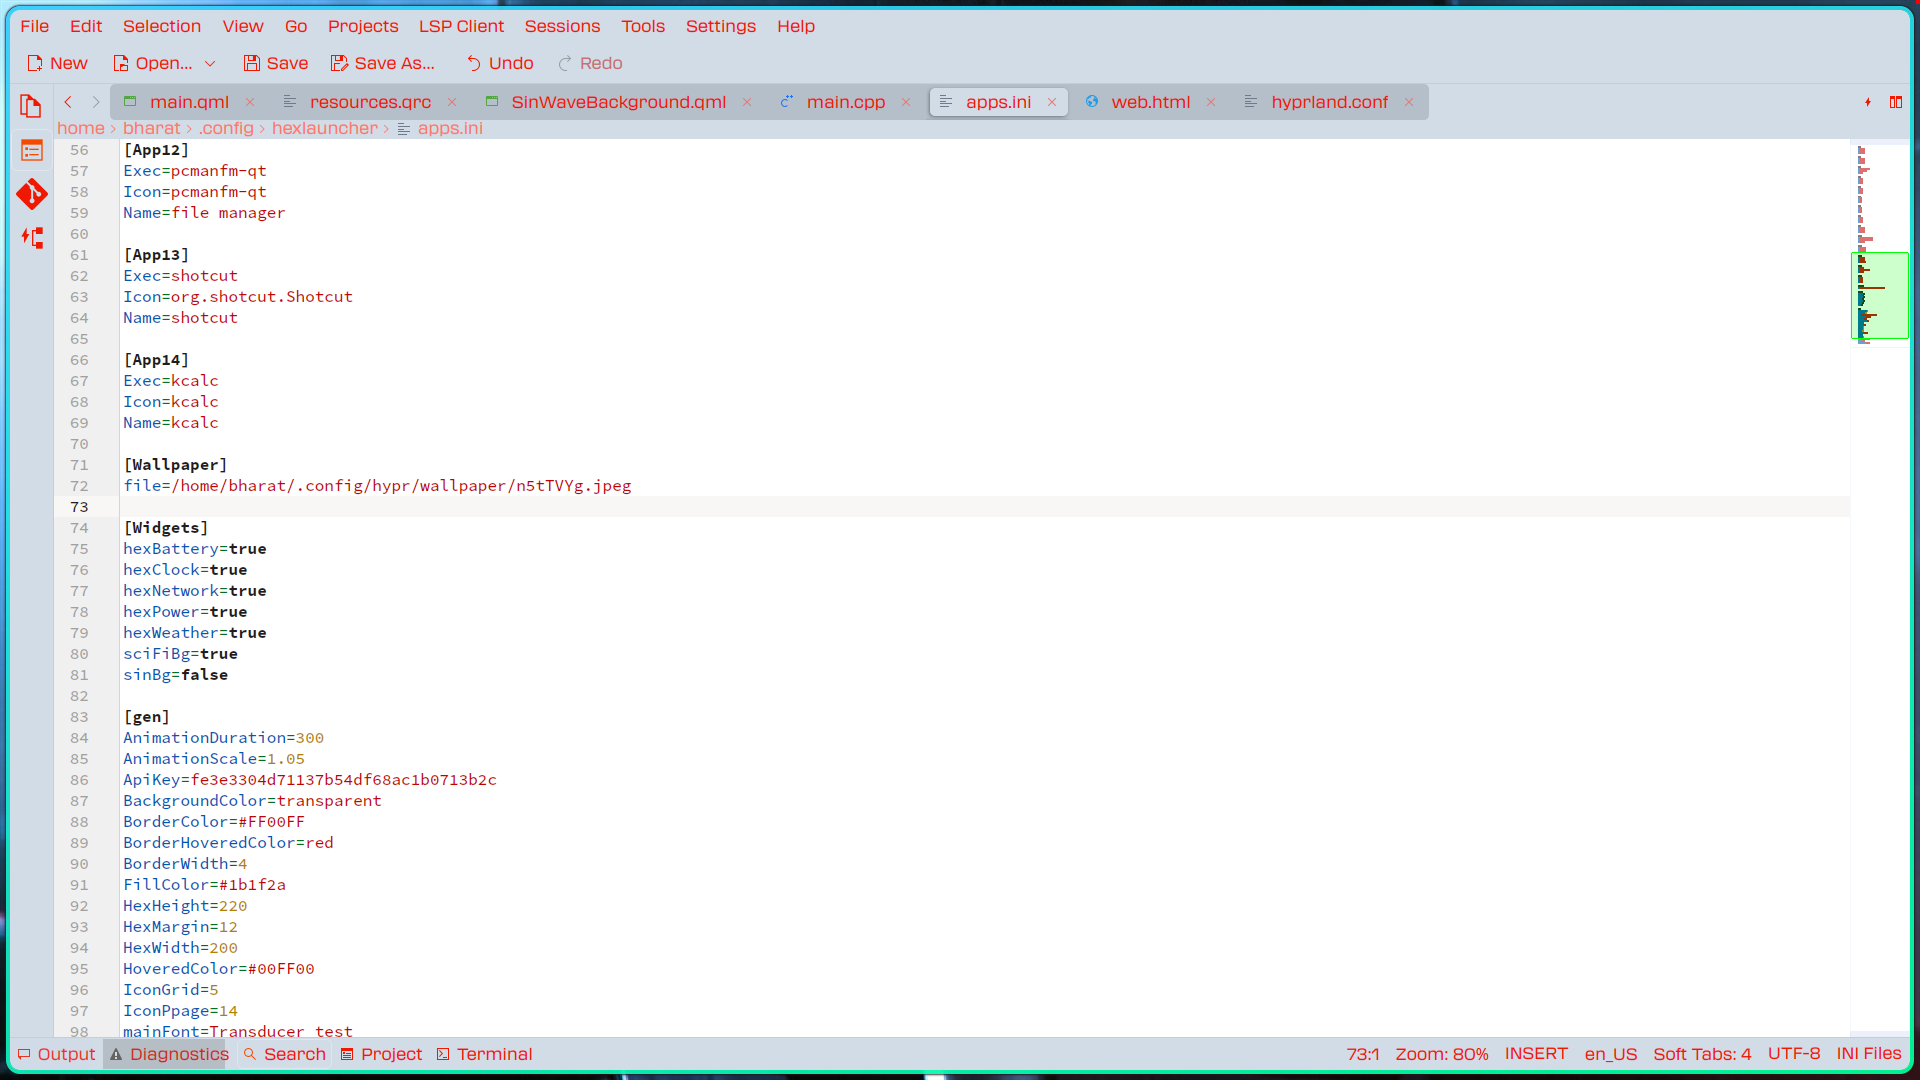 File Edit Selection View Go Projects LSP Client Sessions Tools Settings Help
New Open... Save Save As... Undo Redo
main.qml resources.qrc SinWaveBackground.qml main.cpp apps.ini web.html hyprland.conf
home > bharat > .config > hexlauncher > apps.ini
56 [App12]
57 Exec=pcmanfm-qt
58 Icon=pcmanfm-qt
59 Name=file manager
60
61 [App13]
62 Exec=shotcut
63 Icon=org.shotcut.Shotcut
64 Name=shotcut
65
66 [App14]
67 Exec=kcalc
68 Icon=kcalc
69 Name=kcalc
70
71 [Wallpaper]
72 file=/home/bharat/.config/hypr/wallpaper/n5tTVYg.jpeg
73
74 [Widgets]
75 hexBattery=true
76 hexClock=true
77 hexNetwork=true
78 hexPower=true
79 hexWeather=true
80 sciFiBg=true
81 sinBg=false
82
83 [gen]
84 AnimationDuration=300
85 AnimationScale=1.05
86 ApiKey=fe3e3304d71137b54df68ac1b0713b2c
87 BackgroundColor=transparent
88 BorderColor=#FF00FF
89 BorderHoveredColor=red
90 BorderWidth=4
91 FillColor=#1b1f2a
92 HexHeight=220
93 HexMargin=12
94 HexWidth=200
95 HoveredColor=#00FF00
96 IconGrid=5
97 IconPpage=14
98 mainFont=Transducer test
Output Diagnostics Search Project Terminal 73:1 Zoom: 80% INSERT en_US Soft Tabs: 4 UTF-8 INI Files